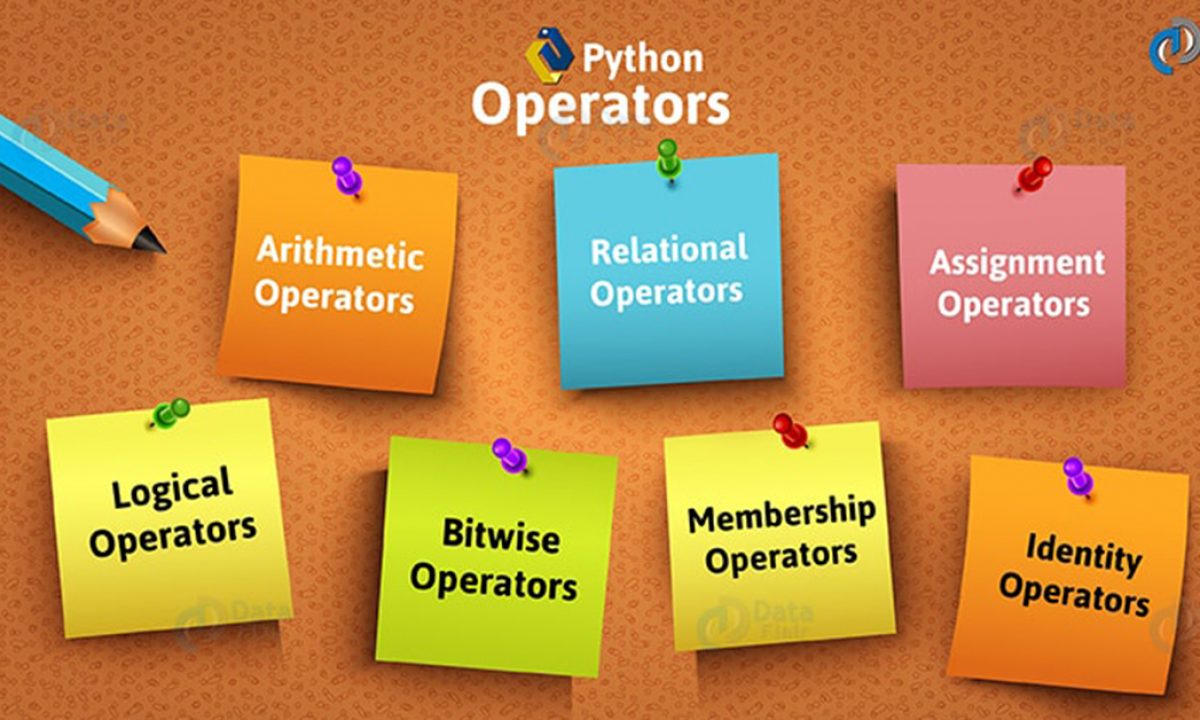 Python
Operators
Arithmetic
Operators
Relational
Operators
Assignment
Operators
Logical
Operators
Bitwise
Operators
Membership
Operators
Identity
Operators
Data
Flair